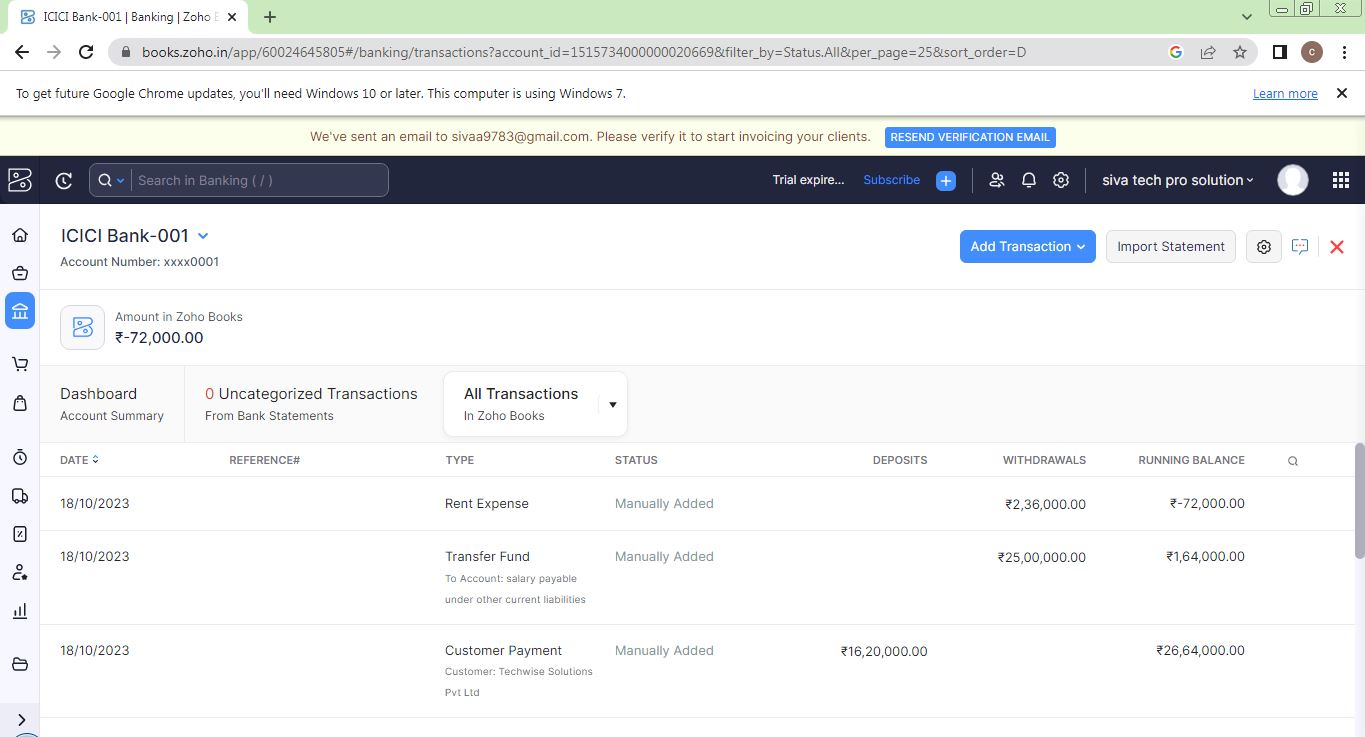 ICICI Bank-001 | Banking | Zoho B
books.zoho.in/app/60024645805#/banking/transactions?account_id=1515734000000020669&filter_by=Status.All&per_page=25&sort_order=D
C
To get future Google Chrome updates, you'll need Windows 10 or later. This computer is using Windows 7.
Learn more
We've sent an email to sivaa9783@gmail.com. Please verify it to start invoicing your clients. RESEND VERIFICATION EMAIL
Search in Banking ( / )
Trial expire... Subscribe
siva tech pro solution
ICICI Bank-001
Account Number: xxxx0001
Add Transaction
Import Statement
Amount in Zoho Books
₹-72,000.00
Dashboard
Account Summary
0 Uncategorized Transactions
From Bank Statements
All Transactions
In Zoho Books
DATE REFERENCE# TYPE STATUS DEPOSITS WITHDRAWALS RUNNING BALANCE
18/10/2023 Rent Expense Manually Added ₹2,36,000.00 ₹-72,000.00
18/10/2023 Transfer Fund Manually Added ₹25,00,000.00 ₹1,64,000.00
To Account: salary payable
under other current liabilities
18/10/2023 Customer Payment Manually Added ₹16,20,000.00 ₹26,64,000.00
Customer: Techwise Solutions
Pvt Ltd